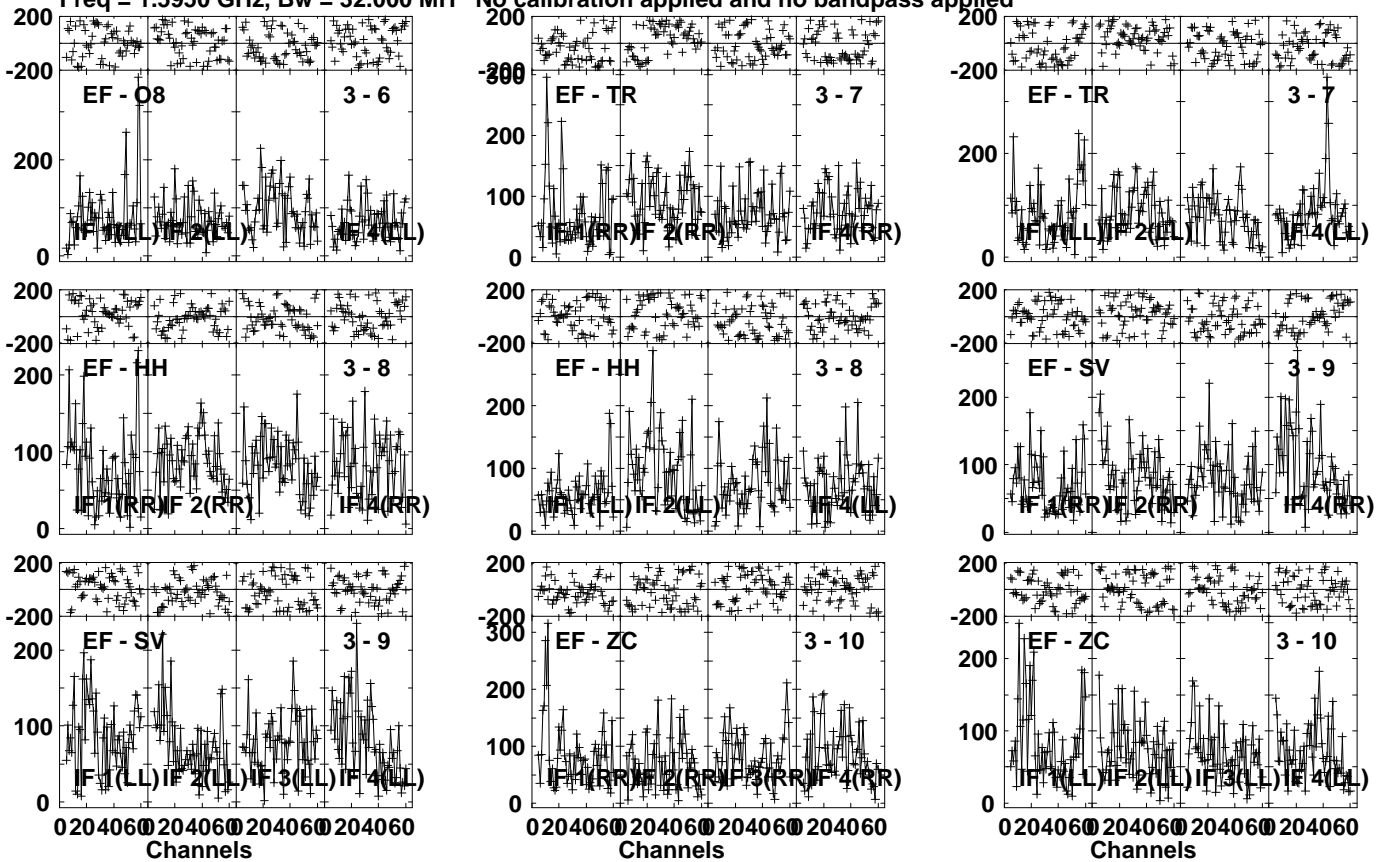 Freq = 1.5950 GHz, Bw = 32.000 MH No calibration applied and no bandpass applied
200 200 200
-200 -200 -200
EF - O8 3 - 6 300 EF - TR 3 - 7 EF - TR 3 - 7
200 200 200
100
IF 1(LL) IF 2(LL) IF 4(LL) IF 1(RR) IF 2(RR) IF 4(RR) IF 1(LL) IF 2(LL) IF 4(LL)
0 0 0
200 200 200
-200 -200 -200
EF - HH 3 - 8 EF - HH 3 - 8 EF - SV 3 - 9
200 200 200
100 100 100
IF 1(RR) IF 2(RR) IF 4(RR) IF 1(LL) IF 2(LL) IF 4(LL) IF 1(RR) IF 2(RR) IF 4(RR)
0 0 0
200 200 200
-200 -200 -200
EF - SV 3 - 9 300 EF - ZC 3 - 10 EF - ZC 3 - 10
200 200 200
100 100 100
IF 1(LL) IF 2(LL) IF 3(LL) IF 4(LL) IF 1(RR) IF 2(RR) IF 3(RR) IF 4(RR) IF 1(LL) IF 2(LL) IF 3(LL) IF 4(LL)
0 0 0
0 20 40 60 0 20 40 60 0 20 40 60 0 20 40 60 0 20 40 60 0 20 40 60 0 20 40 60 0 20 40 60 0 20 40 60 0 20 40 60 0 20 40 60 0 20 40 60
Channels Channels Channels